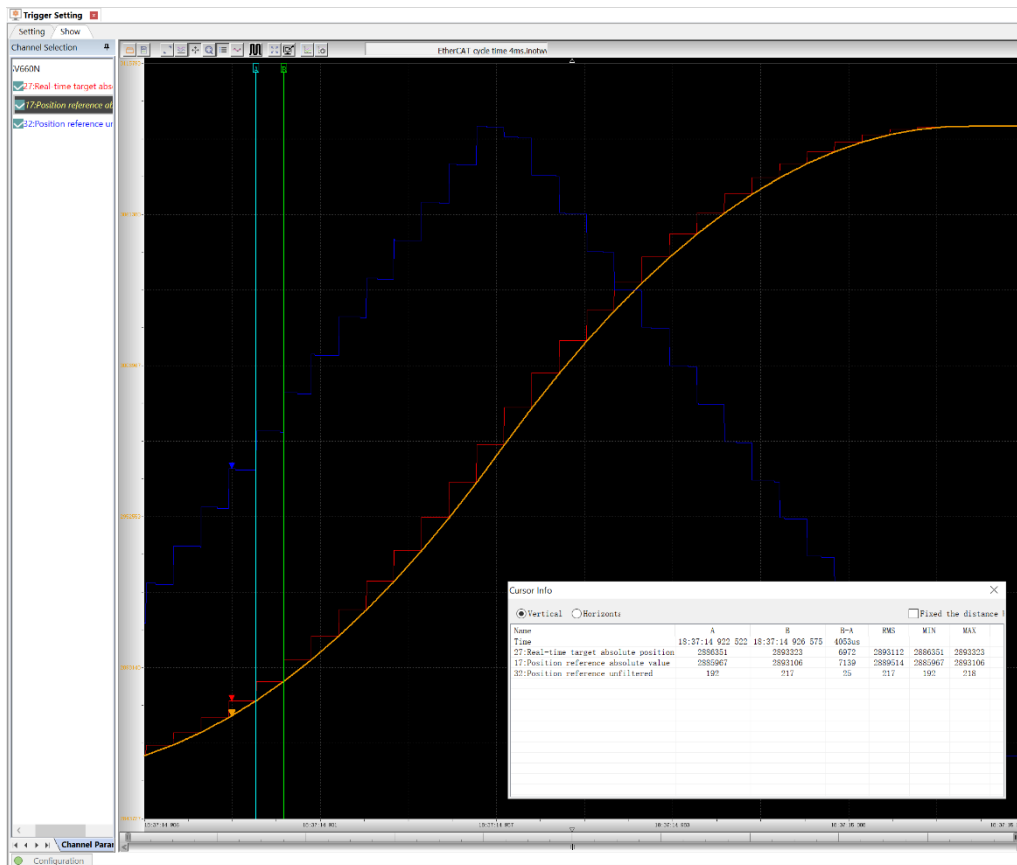 Trigger Setting
Setting Show
Channel Selection
EtherCAT cycle time 4ms.inotw
V660N
27:Real-time target abs
17:Position reference ab
32:Position reference un
A B
Cursor Info
Vertical Horizonta Fixed the distance
Name A B B-A RMS MIN MAX
Time 18:37:14 922 522 18:37:14 926 575 4053us
27:Real-time target absolute position 2886351 2893323 6972 2893112 2886351 2893323
17:Position reference absolute value 2885967 2893106 7139 2889514 2885967 2893106
32:Position reference unfiltered 192 217 25 217 192 218
Channel Paran
Configuration